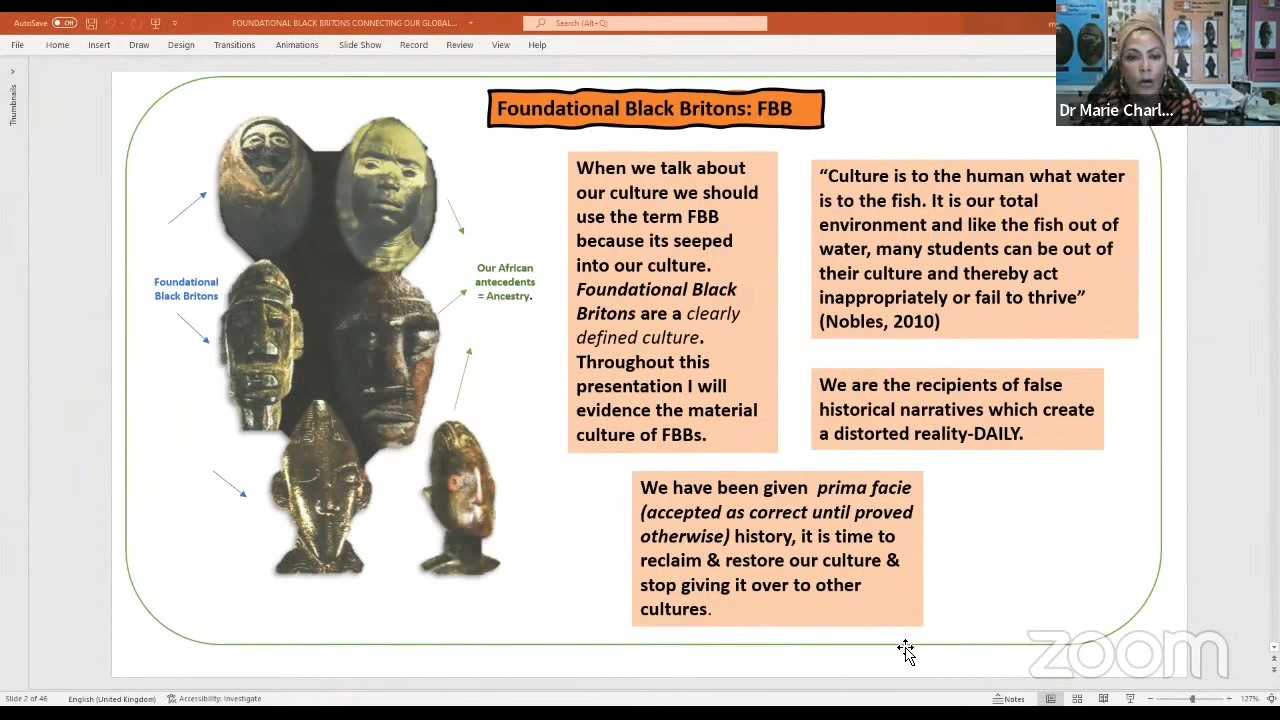 AutoSave Off
FOUNDATIONAL BLACK BRITONS CONNECTING OUR GLOBAL...
Search (Alt+Q)
File Home Insert Draw Design Transitions Animations Slide Show Record Review View Help
Thumbnails
Dr Marie Charl...
Foundational Black Britons: FBB
Foundational
Black Britons
Our African
antecedents
= Ancestry.
When we talk about
our culture we should
use the term FBB
because its seeped
into our culture.
Foundational Black
Britons are a clearly
defined culture.
Throughout this
presentation I will
evidence the material
culture of FBBs.
“Culture is to the human what water
is to the fish. It is our total
environment and like the fish out of
water, many students can be out of
their culture and thereby act
inappropriately or fail to thrive”
(Nobles, 2010)
We are the recipients of false
historical narratives which create
a distorted reality-DAILY.
We have been given prima facie
(accepted as correct until proved
otherwise) history, it is time to
reclaim & restore our culture &
stop giving it over to other
cultures.
zoom
Slide 2 of 46 English (United Kingdom) Accessibility: Investigate Notes 127%